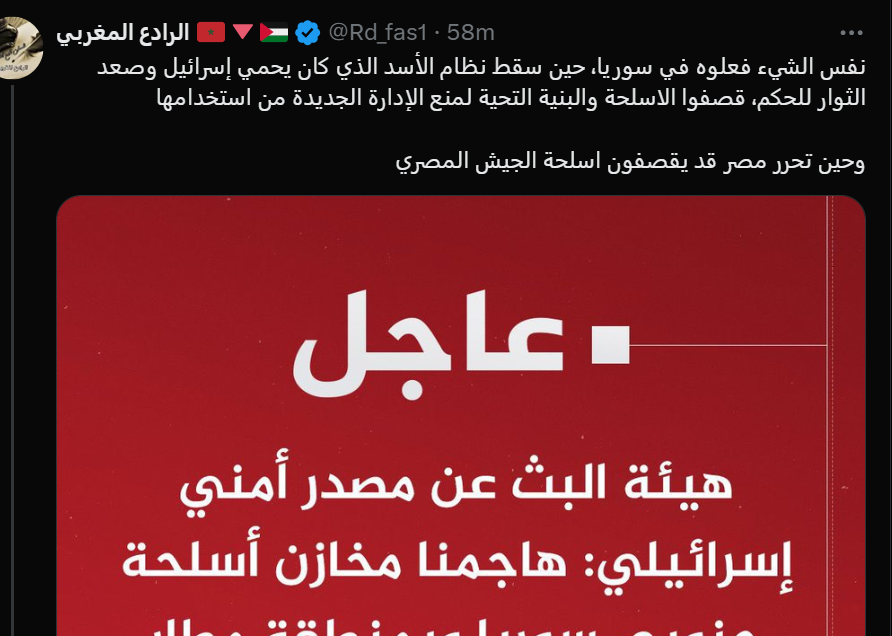 الرادع المغربي @Rd_fas1 · 58m
نفس الشيء فعلوه في سوريا، حين سقط نظام الأسد الذي كان يحمي إسرائيل وصعد
الثوار للحكم، قصفوا الاسلحة والبنية التحية لمنع الإدارة الجديدة من استخدامها
وحين تحرر مصر قد يقصفون اسلحة الجيش المصري
عاجل
هيئة البث عن مصدر أمني
إسرائيلي: هاجمنا مخازن أسلحة